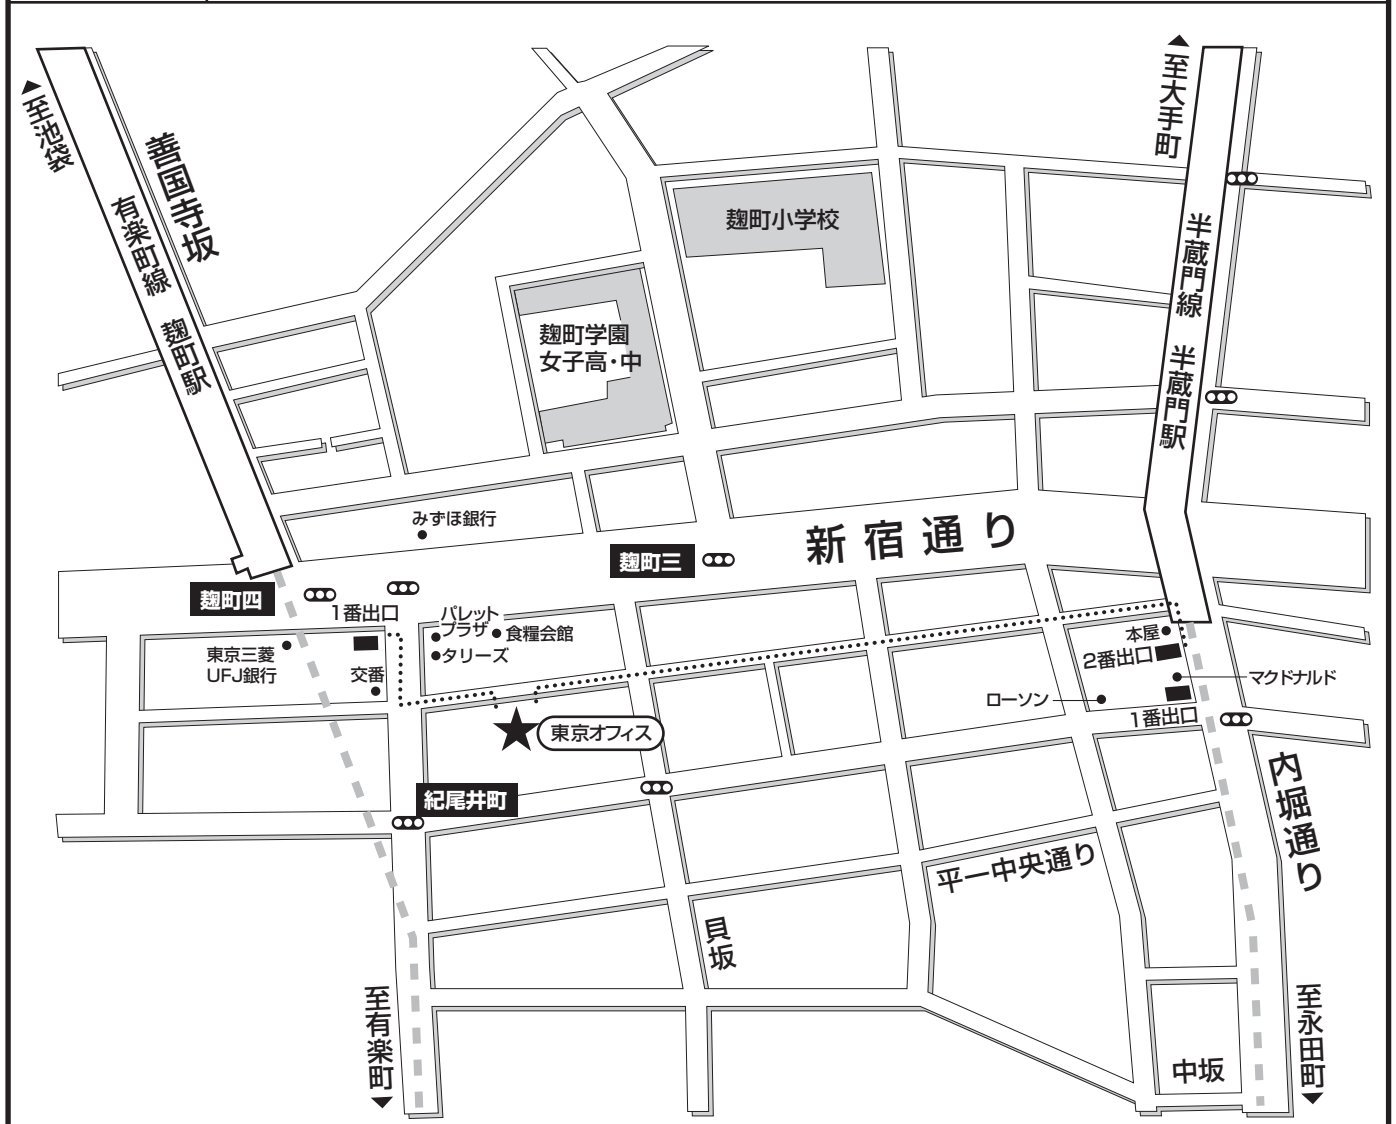 至池袋
善国寺坂
有楽町線 麹町駅
至大手町
麹町小学校
半蔵門線 半蔵門駅
麹町学園
女子高・中
みずほ銀行
新宿通り
麹町三
麹町四
1番出口
パレット
プラザ
食糧会館
タリーズ
東京三菱
UFJ銀行
交番
本屋
2番出口
マクドナルド
ローソン
1番出口
東京オフィス
紀尾井町
内堀通り
平一中央通り
貝坂
至有楽町
至永田町
中坂